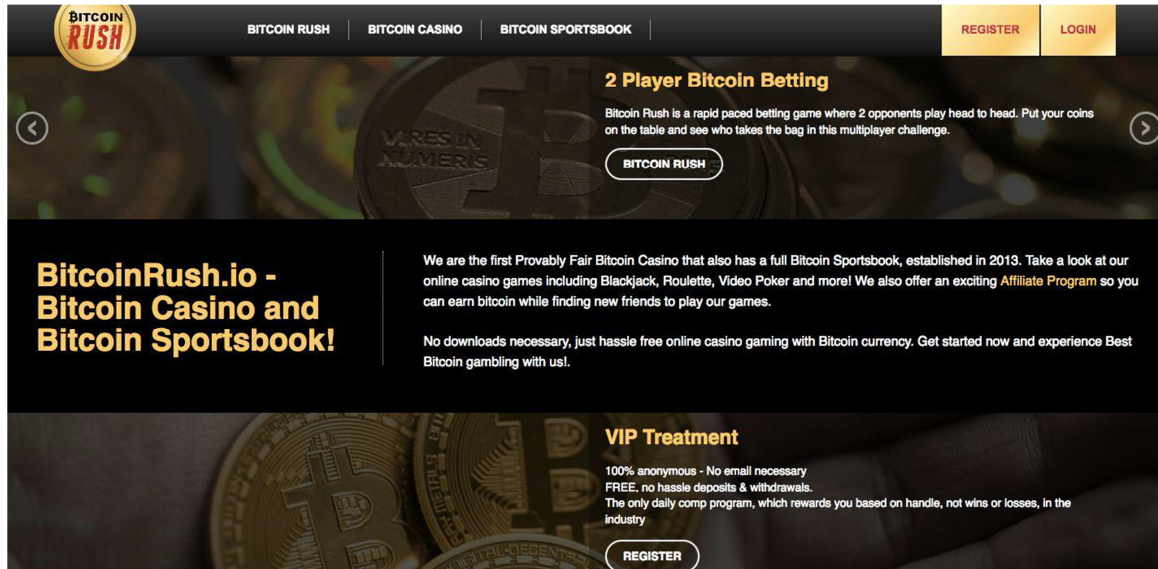 BITCOIN
RUSH
BITCOIN RUSH
BITCOIN CASINO
BITCOIN SPORTSBOOK
REGISTER
LOGIN
VIRES IN
NUMERIS
2 Player Bitcoin Betting
Bitcoin Rush is a rapid paced betting game where 2 opponents play head to head. Put your coins
on the table and see who takes the bag in this multiplayer challenge.
BITCOIN RUSH
BitcoinRush.io -
Bitcoin Casino and
Bitcoin Sportsbook!
We are the first Provably Fair Bitcoin Casino that also has a full Bitcoin Sportsbook, established in 2013. Take a look at our
online casino games including Blackjack, Roulette, Video Poker and more! We also offer an exciting Affiliate Program so you
can earn bitcoin while finding new friends to play our games.
No downloads necessary, just hassle free online casino gaming with Bitcoin currency. Get started now and experience Best
Bitcoin gambling with us!.
VIP Treatment
100% anonymous - No email necessary
FREE, no hassle deposits & withdrawals.
The only daily comp program, which rewards you based on handle, not wins or losses, in the
industry
REGISTER